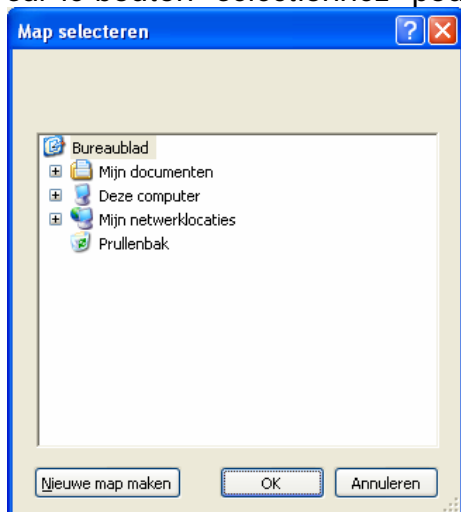 Map selecteren
Bureaublad
Mijn documenten
Deze computer
Mijn netwerklocaties
Prullenbak
Nieuwe map maken
OK
Annuleren